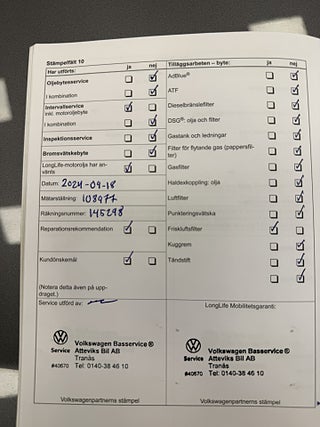 Stämpelfält 10
Har utförts: ja nej
Oljebytesservice
I kombination
Intervallservice
inkl. motoroljebyte
I kombination
Inspektionsservice
Bromsvätskebyte
LongLife-motorolja har an-
vänts
Datum: 2024-09-18
Mätarställning: 108977
Räkningsnummer: 145298
Reparationsrekommendation
Kundönskemål
(Notera detta även på upp-
draget.)
Service utförd av:
Volkswagen Basservice®
Service Atteviks Bil AB
Tranås
#40670 Tel: 0140-38 46 10
Volkswagenpartnerns stämpel
Tilläggsarbeten – byte: ja nej
AdBlue®
ATF
Dieselbränslefilter
DSG®: olja och filter
Gastank och ledningar
Filter för flytande gas (pappersfil-
ter)
Gasfilter
Haldexkoppling: olja
Luftfilter
Punkteringsvätska
Friskluftsfilter
Kuggrem
Tändstift
LongLife Mobilitetsgaranti:
Volkswagen Basservice®
Service Atteviks Bil AB
Tranås
#40670 Tel: 0140-38 46 10
Volkswagenpartnerns stämpel